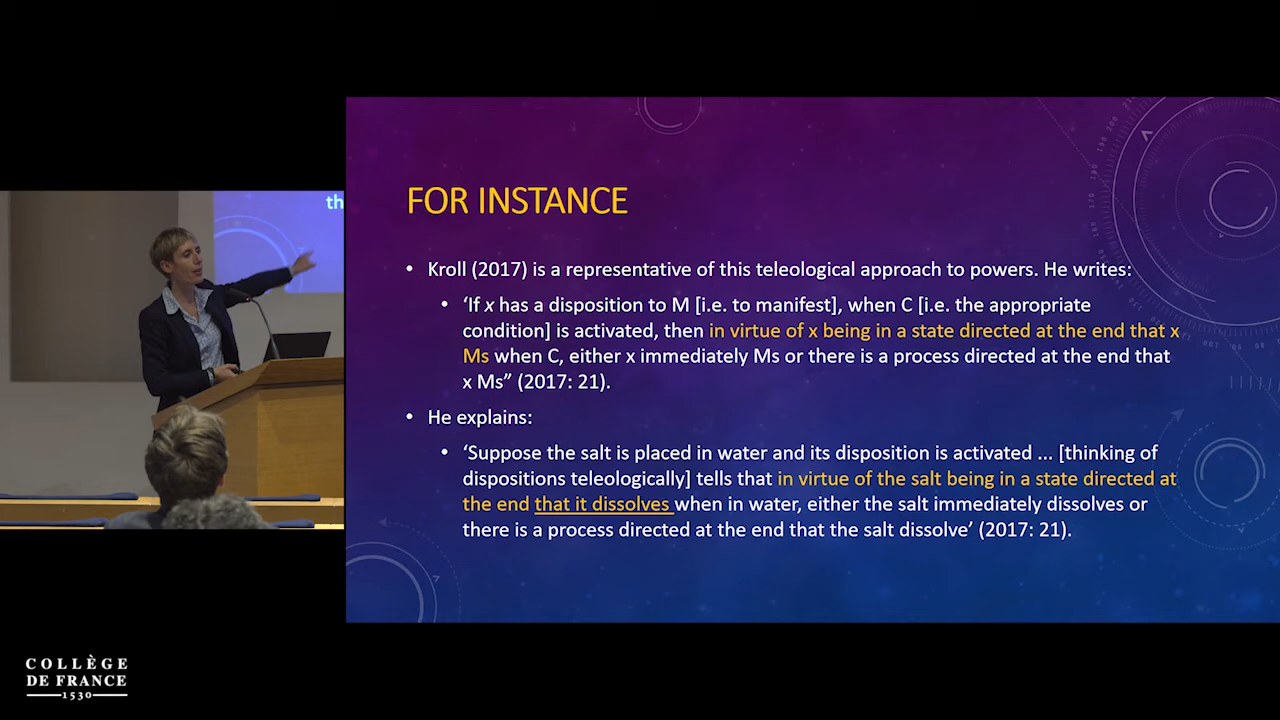 th
FOR INSTANCE
• Kroll (2017) is a representative of this teleological approach to powers. He writes:
• ‘If x has a disposition to M [i.e. to manifest], when C [i.e. the appropriate
condition] is activated, then in virtue of x being in a state directed at the end that x
Ms when C, either x immediately Ms or there is a process directed at the end that
x Ms” (2017: 21).
• He explains:
• ‘Suppose the salt is placed in water and its disposition is activated ... [thinking of
dispositions teleologically] tells that in virtue of the salt being in a state directed at
the end that it dissolves when in water, either the salt immediately dissolves or
there is a process directed at the end that the salt dissolve’ (2017: 21).
COLLÈGE
DE FRANCE
1530